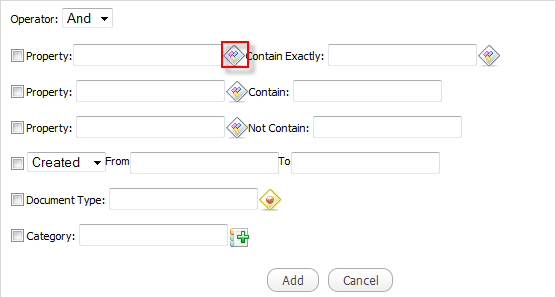 Operator: And
Property: Contain Exactly:
Property: Contain:
Property: Not Contain:
Created From To
Document Type:
Category:
Add Cancel